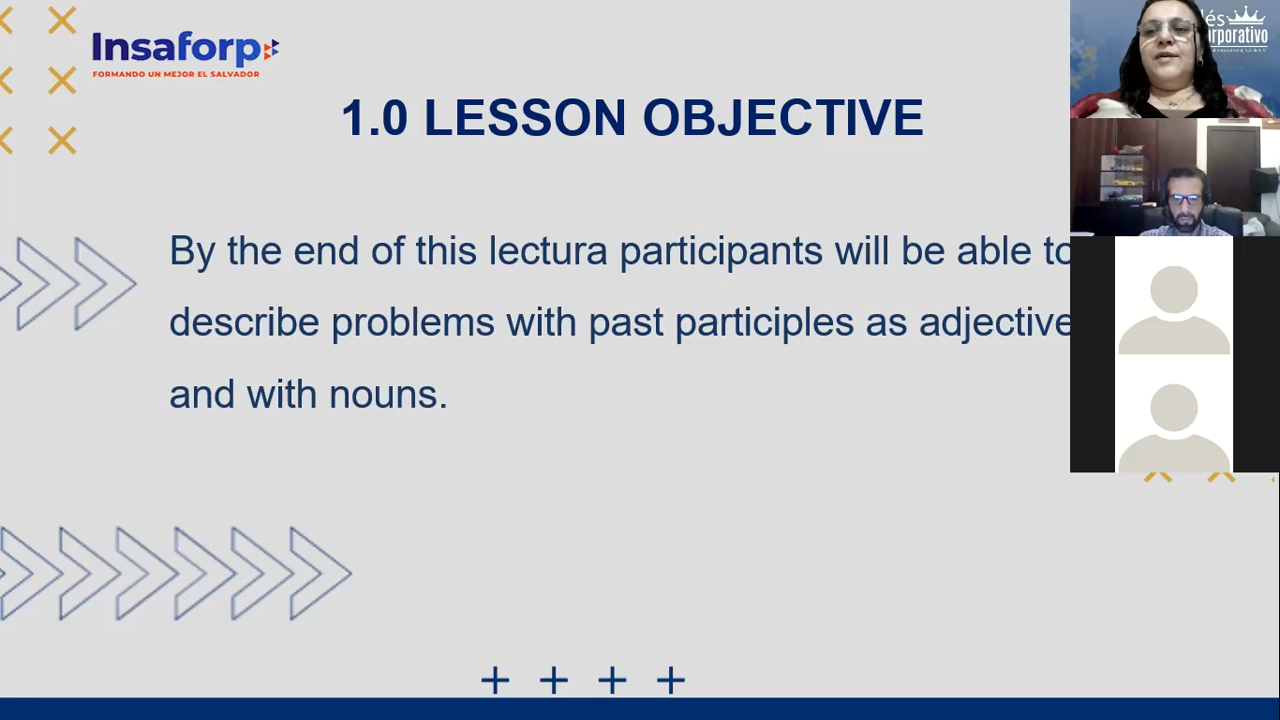 Insaforp
FORMANDO UN MEJOR EL SALVADOR
1.0 LESSON OBJECTIVE
By the end of this lectura participants will be able to
describe problems with past participles as adjective
and with nouns.